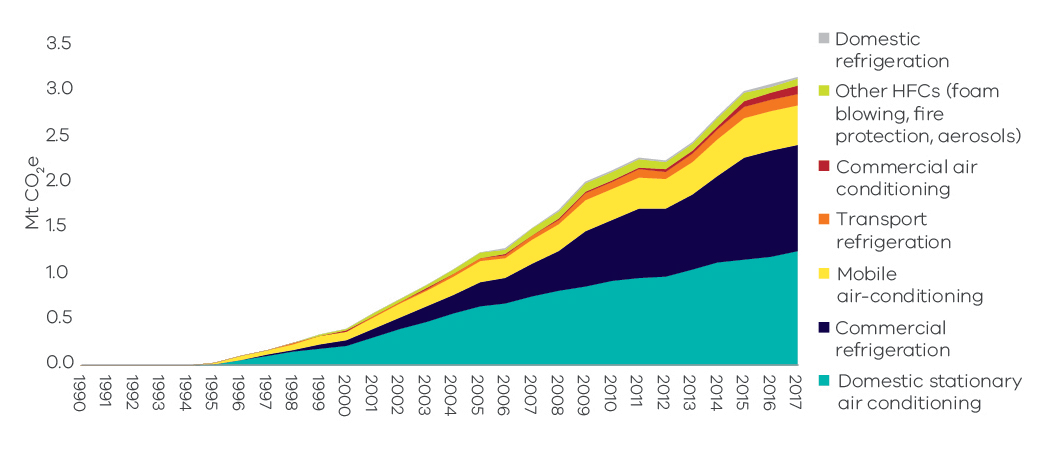 3.5
3.0
2.5
2.0
1.5
1.0
0.5
0.0
Mt CO₂e
1990
1991
1992
1993
1994
1995
1996
1997
1998
1999
2000
2001
2002
2003
2004
2005
2006
2007
2008
2009
2010
2011
2012
2013
2014
2015
2016
2017
Domestic
refrigeration
Other HFCs (foam
blowing, fire
protection, aerosols)
Commercial air
conditioning
Transport
refrigeration
Mobile
air-conditioning
Commercial
refrigeration
Domestic stationary
air conditioning